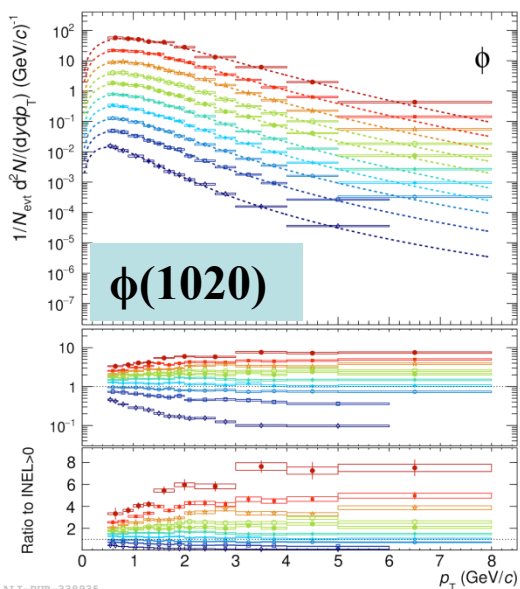 1/N_evt d²N/(dydp_T) (GeV/c)⁻¹
10²
10
1
10⁻¹
10⁻²
10⁻³
10⁻⁴
10⁻⁵
10⁻⁶
10⁻⁷
ϕ
ϕ(1020)
10
1
10⁻¹
Ratio to INEL>0
8
6
4
2
0 1 2 3 4 5 6 7 8
p_T (GeV/c)